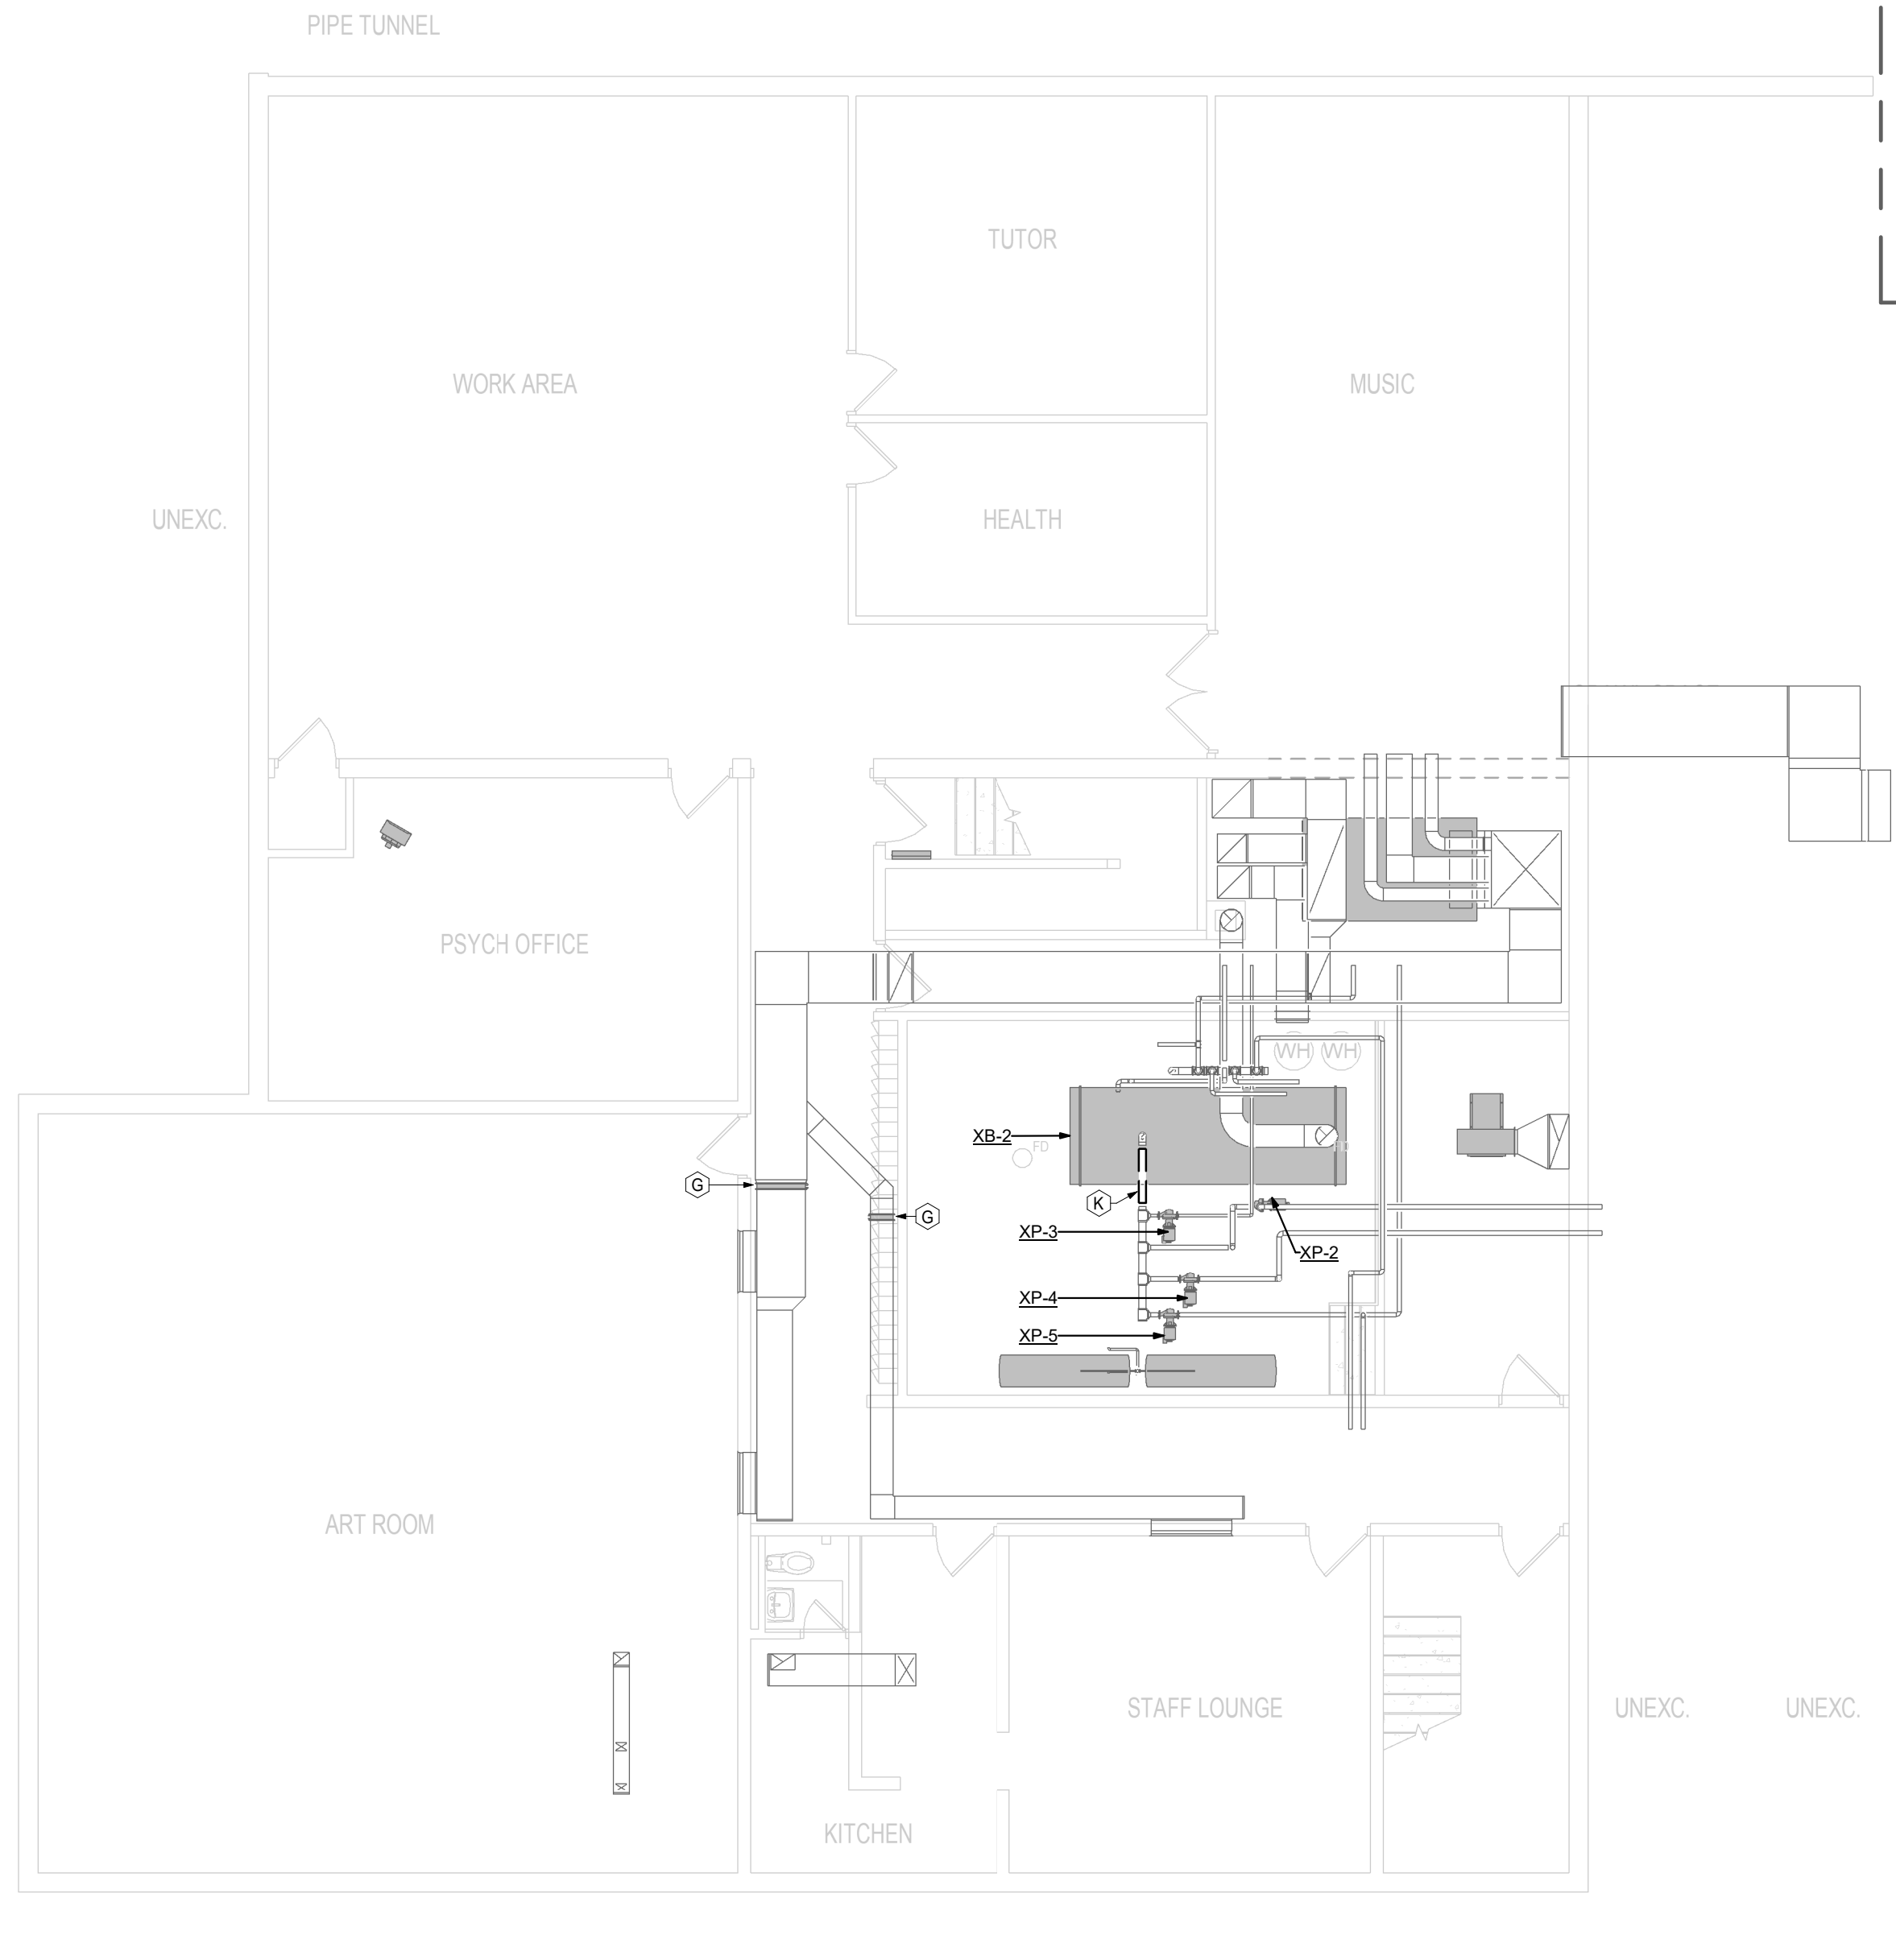 PIPE TUNNEL
TUTOR
WORK AREA
MUSIC
UNEXC.
HEALTH
PSYCH OFFICE
WH
WH
XB-2
FD
FD
G
K
G
XP-3
XP-2
XP-4
XP-5
ART ROOM
STAFF LOUNGE
UNEXC.
UNEXC.
KITCHEN